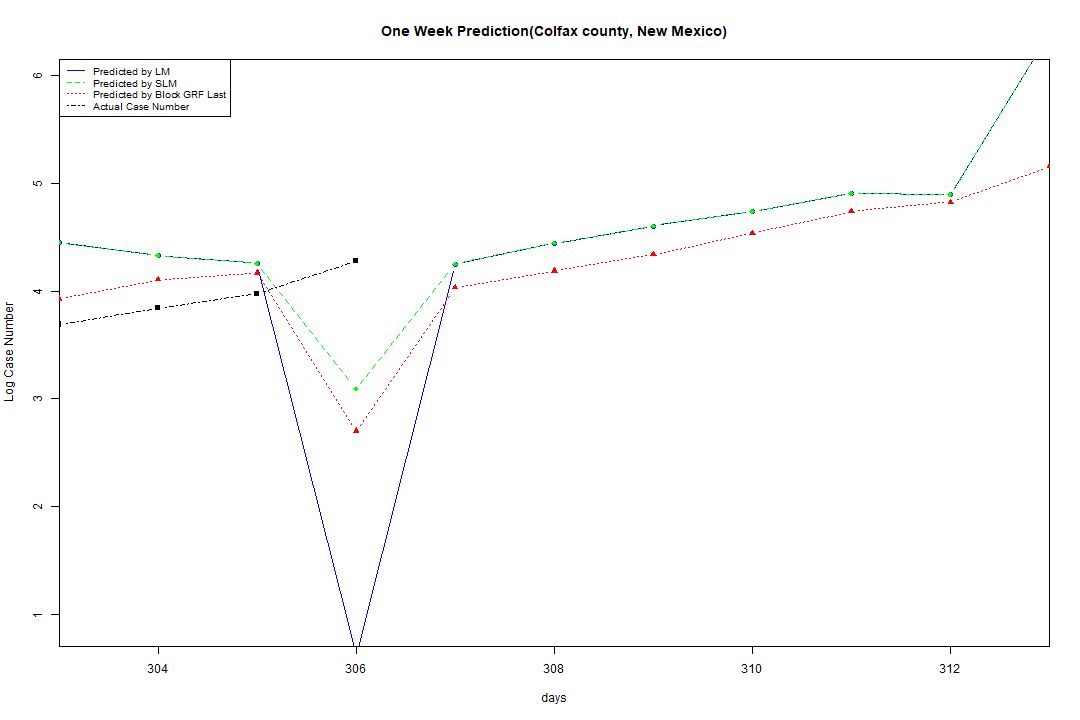 One Week Prediction(Colfax county, New Mexico)
Predicted by LM
Predicted by SLM
Predicted by Block GRF Last
Actual Case Number
Log Case Number
6
5
4
3
2
1
304 306 308 310 312
days